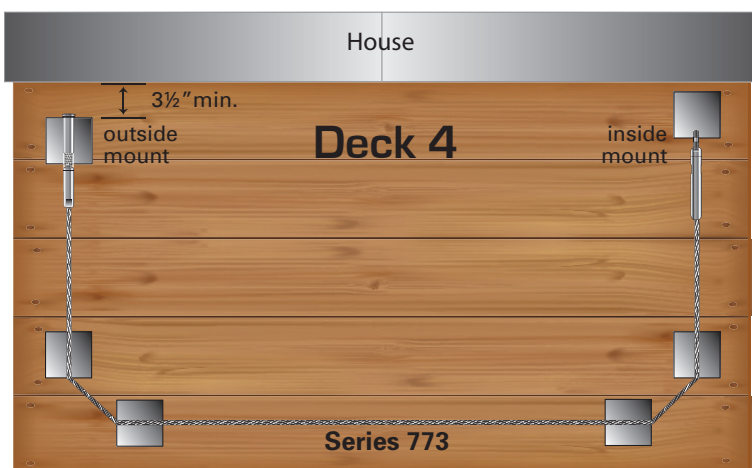 House
3½" min.
outside
mount
Deck 4
inside
mount
Series 773